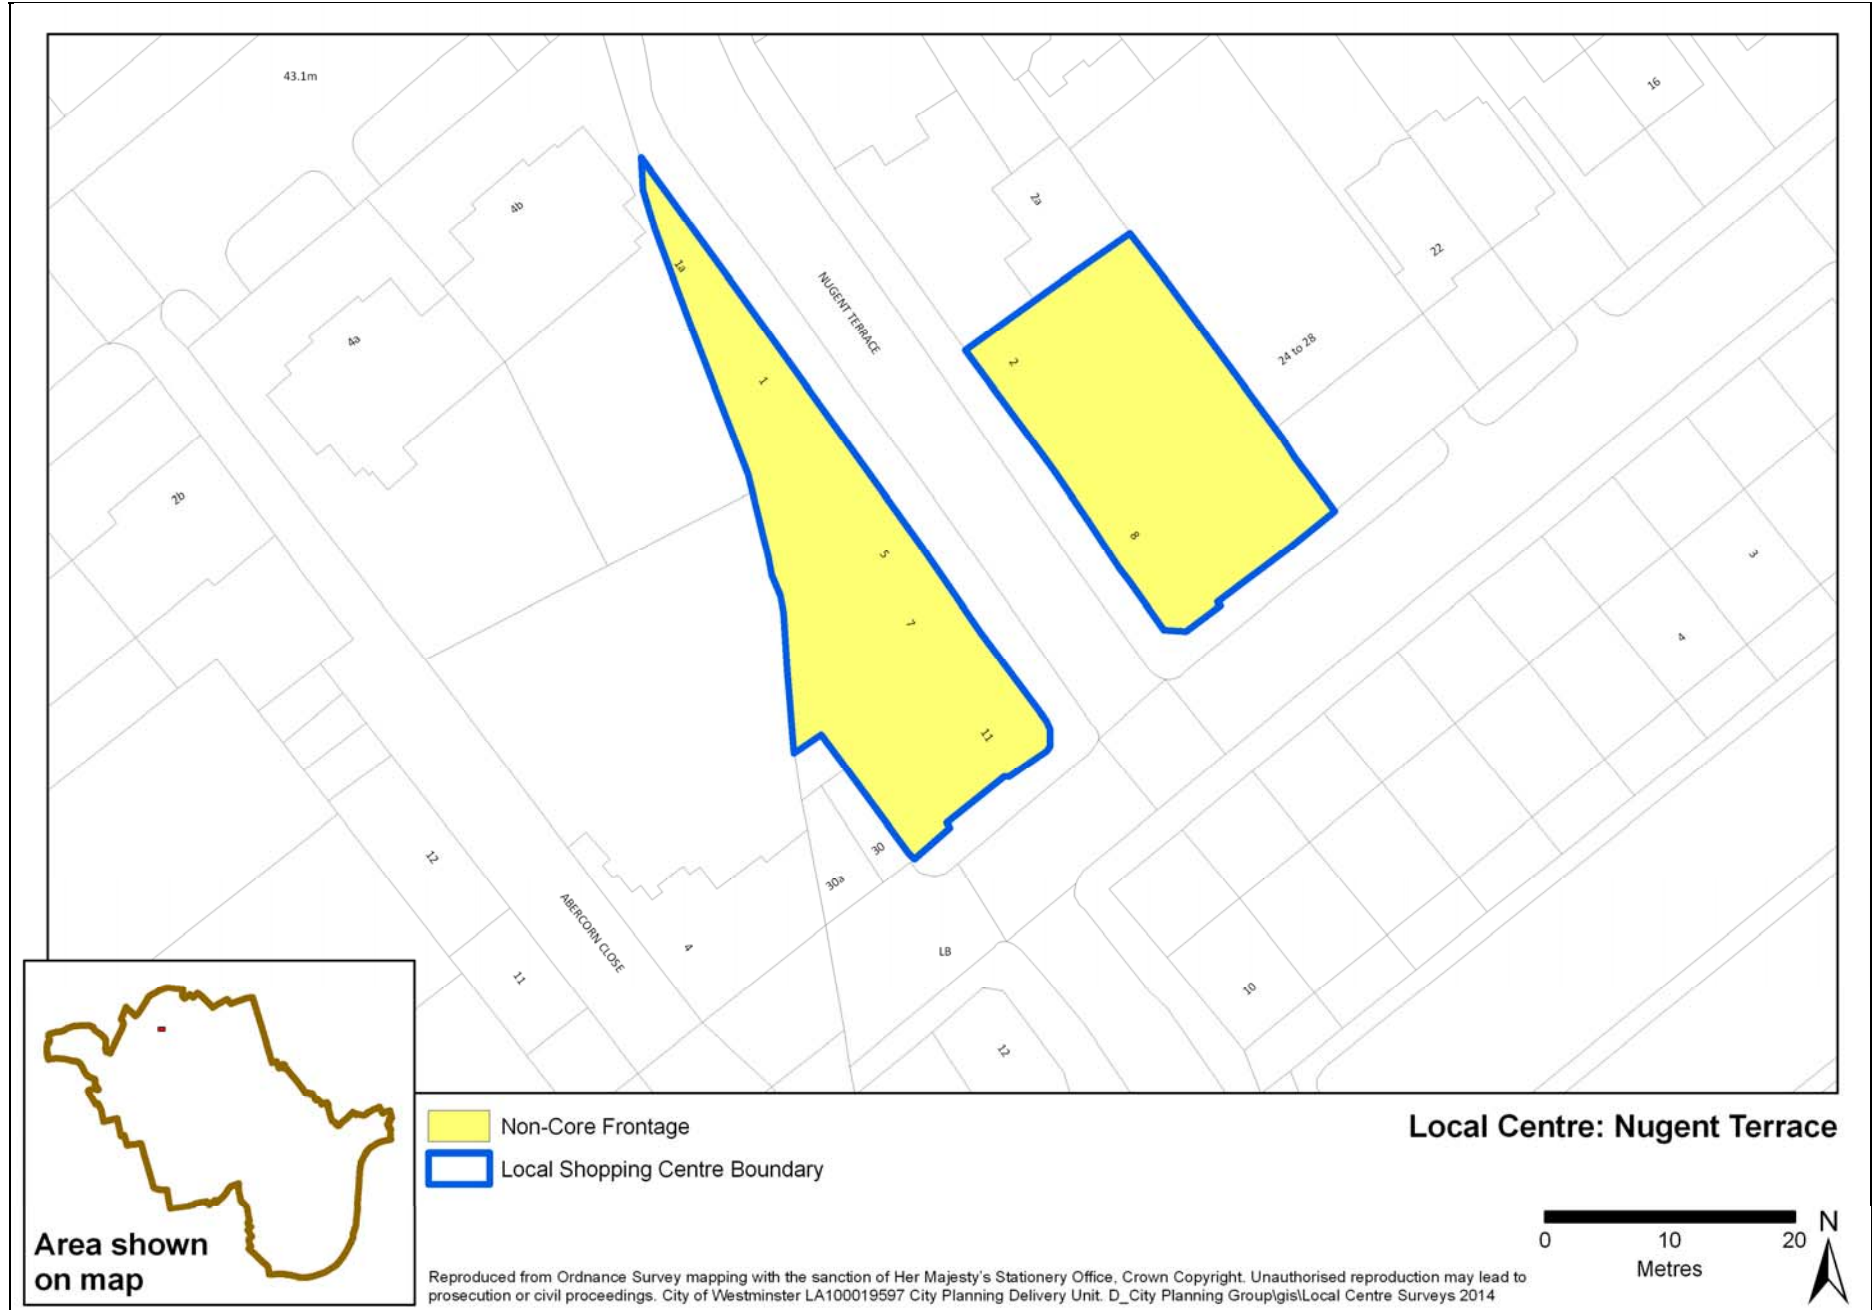 43.1m
16
4b
2a
22
1a
NUGENT TERRACE
4a
24 to 28
2
1
2b
8
5
3
7
4
11
30
12
30a
ABERCORN CLOSE
4
LB
11
10
12
Non-Core Frontage
Local Shopping Centre Boundary
Local Centre: Nugent Terrace
Area shown
on map
0 10 20
Metres
N
Reproduced from Ordnance Survey mapping with the sanction of Her Majesty's Stationery Office, Crown Copyright. Unauthorised reproduction may lead to
prosecution or civil proceedings. City of Westminster LA100019597 City Planning Delivery Unit. D_City Planning Group\gis\Local Centre Surveys 2014